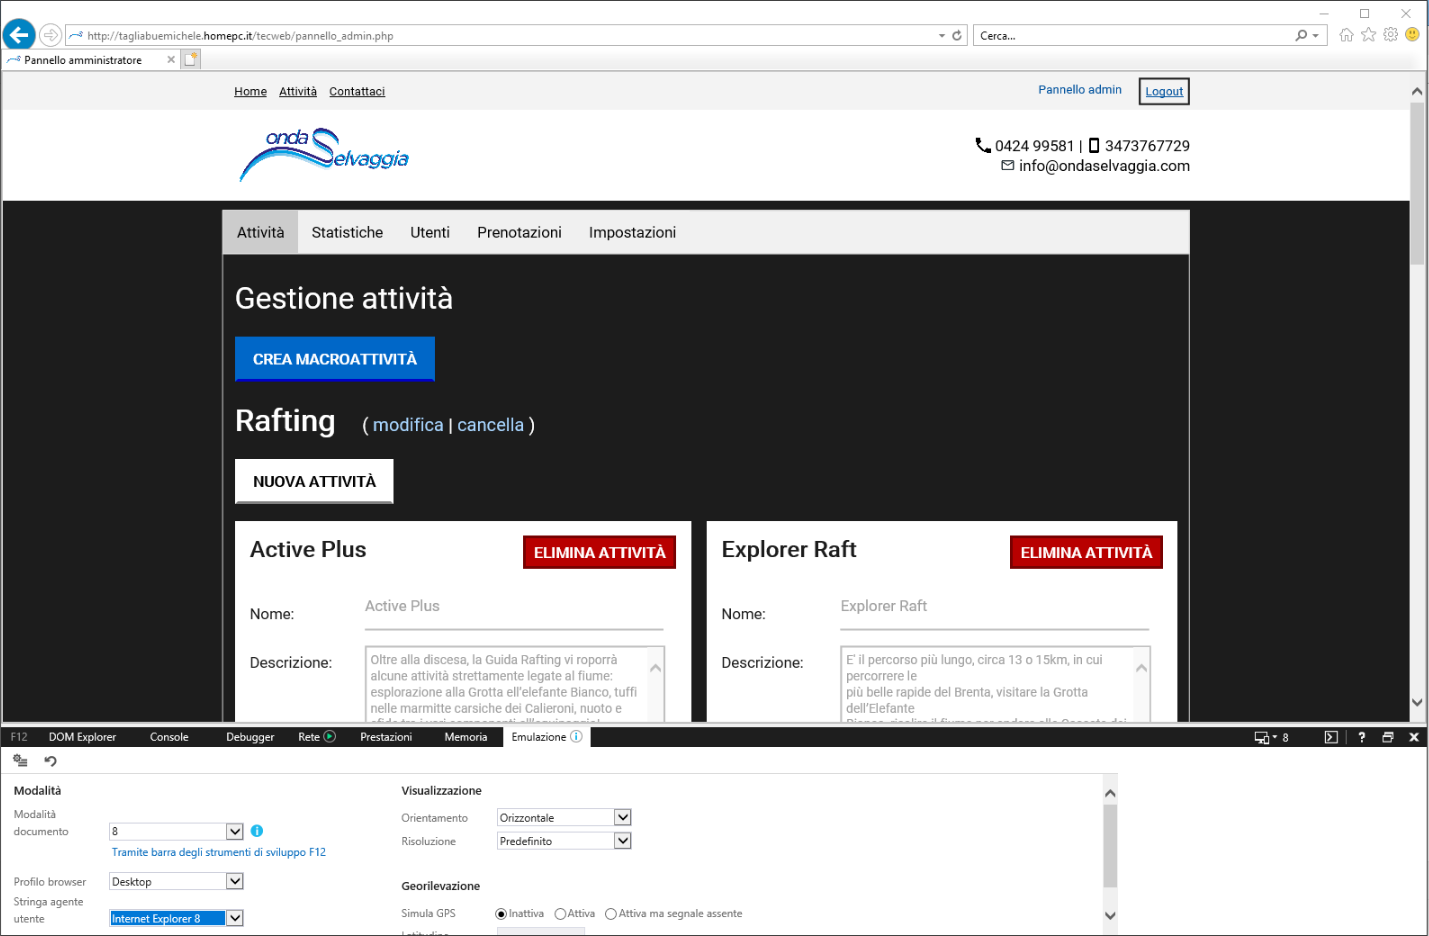 http://tagliabuemichele.homepc.it/tecweb/pannello_admin.php
Cerca...
Pannello amministratore
Home Attività Contattaci
Pannello admin Logout
onda Selvaggia
0424 99581 | 3473767729
info@ondaselvaggia.com
Attività Statistiche Utenti Prenotazioni Impostazioni
Gestione attività
CREA MACROATTIVITÀ
Rafting ( modifica | cancella )
NUOVA ATTIVITÀ
Active Plus ELIMINA ATTIVITÀ
Nome: Active Plus
Descrizione: Oltre alla discesa, la Guida Rafting vi roporrà
alcune attività strettamente legate al fiume:
esplorazione alla Grotta ell'elefante Bianco, tuffi
nelle marmitte carsiche dei Calieroni, nuoto e
Explorer Raft ELIMINA ATTIVITÀ
Nome: Explorer Raft
Descrizione: E' il percorso più lungo, circa 13 o 15km, in cui
percorrere le
più belle rapide del Brenta, visitare la Grotta
dell'Elefante
F12 DOM Explorer Console Debugger Rete Prestazioni Memoria Emulazione 8 ?
Modalità
Modalità
documento 8
Tramite barra degli strumenti di sviluppo F12
Profilo browser Desktop
Stringa agente
utente Internet Explorer 8
Visualizzazione
Orientamento Orizzontale
Risoluzione Predefinito
Georilevazione
Simula GPS Inattiva Attiva Attiva ma segnale assente